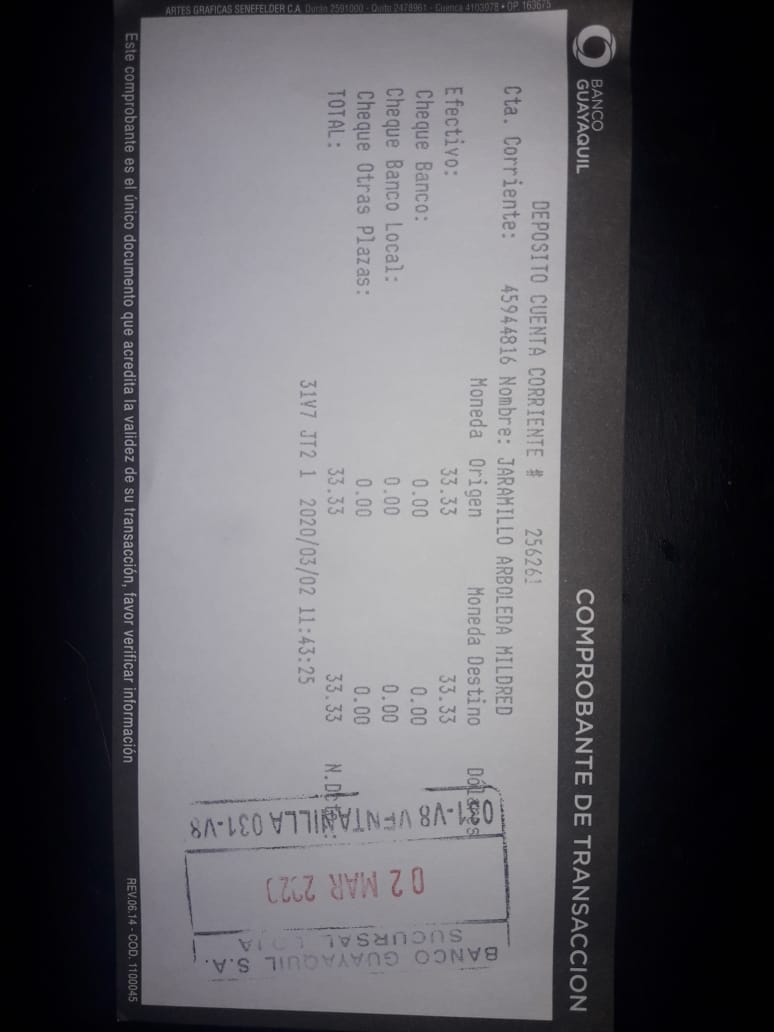 BANCO
GUAYAQUIL
COMPROBANTE DE TRANSACCION
DEPOSITO CUENTA CORRIENTE # 256261
Cta. Corriente: 45944816 Nombre: JARAMILLO ARBOLEDA MILDRED
Moneda Origen Moneda Destino Dólares
Efectivo: 33.33 33.33
Cheque Banco: 0.00 0.00
Cheque Banco Local: 0.00 0.00
Cheque Otras Plazas: 0.00 0.00
TOTAL: 33.33 33.33
31V7 JT2 1 2020/03/02 11:43:25
BANCO GUAYAQUIL S.A.
SUCURSAL LOJA
02 MAR 2020
031-V8 VENTANILLA 031-V8
Este comprobante es el único documento que acredita la validez de su transacción, favor verificar información
REV.06.14 - COD. 1100045
ARTES GRAFICAS SENEFELDER C.A.